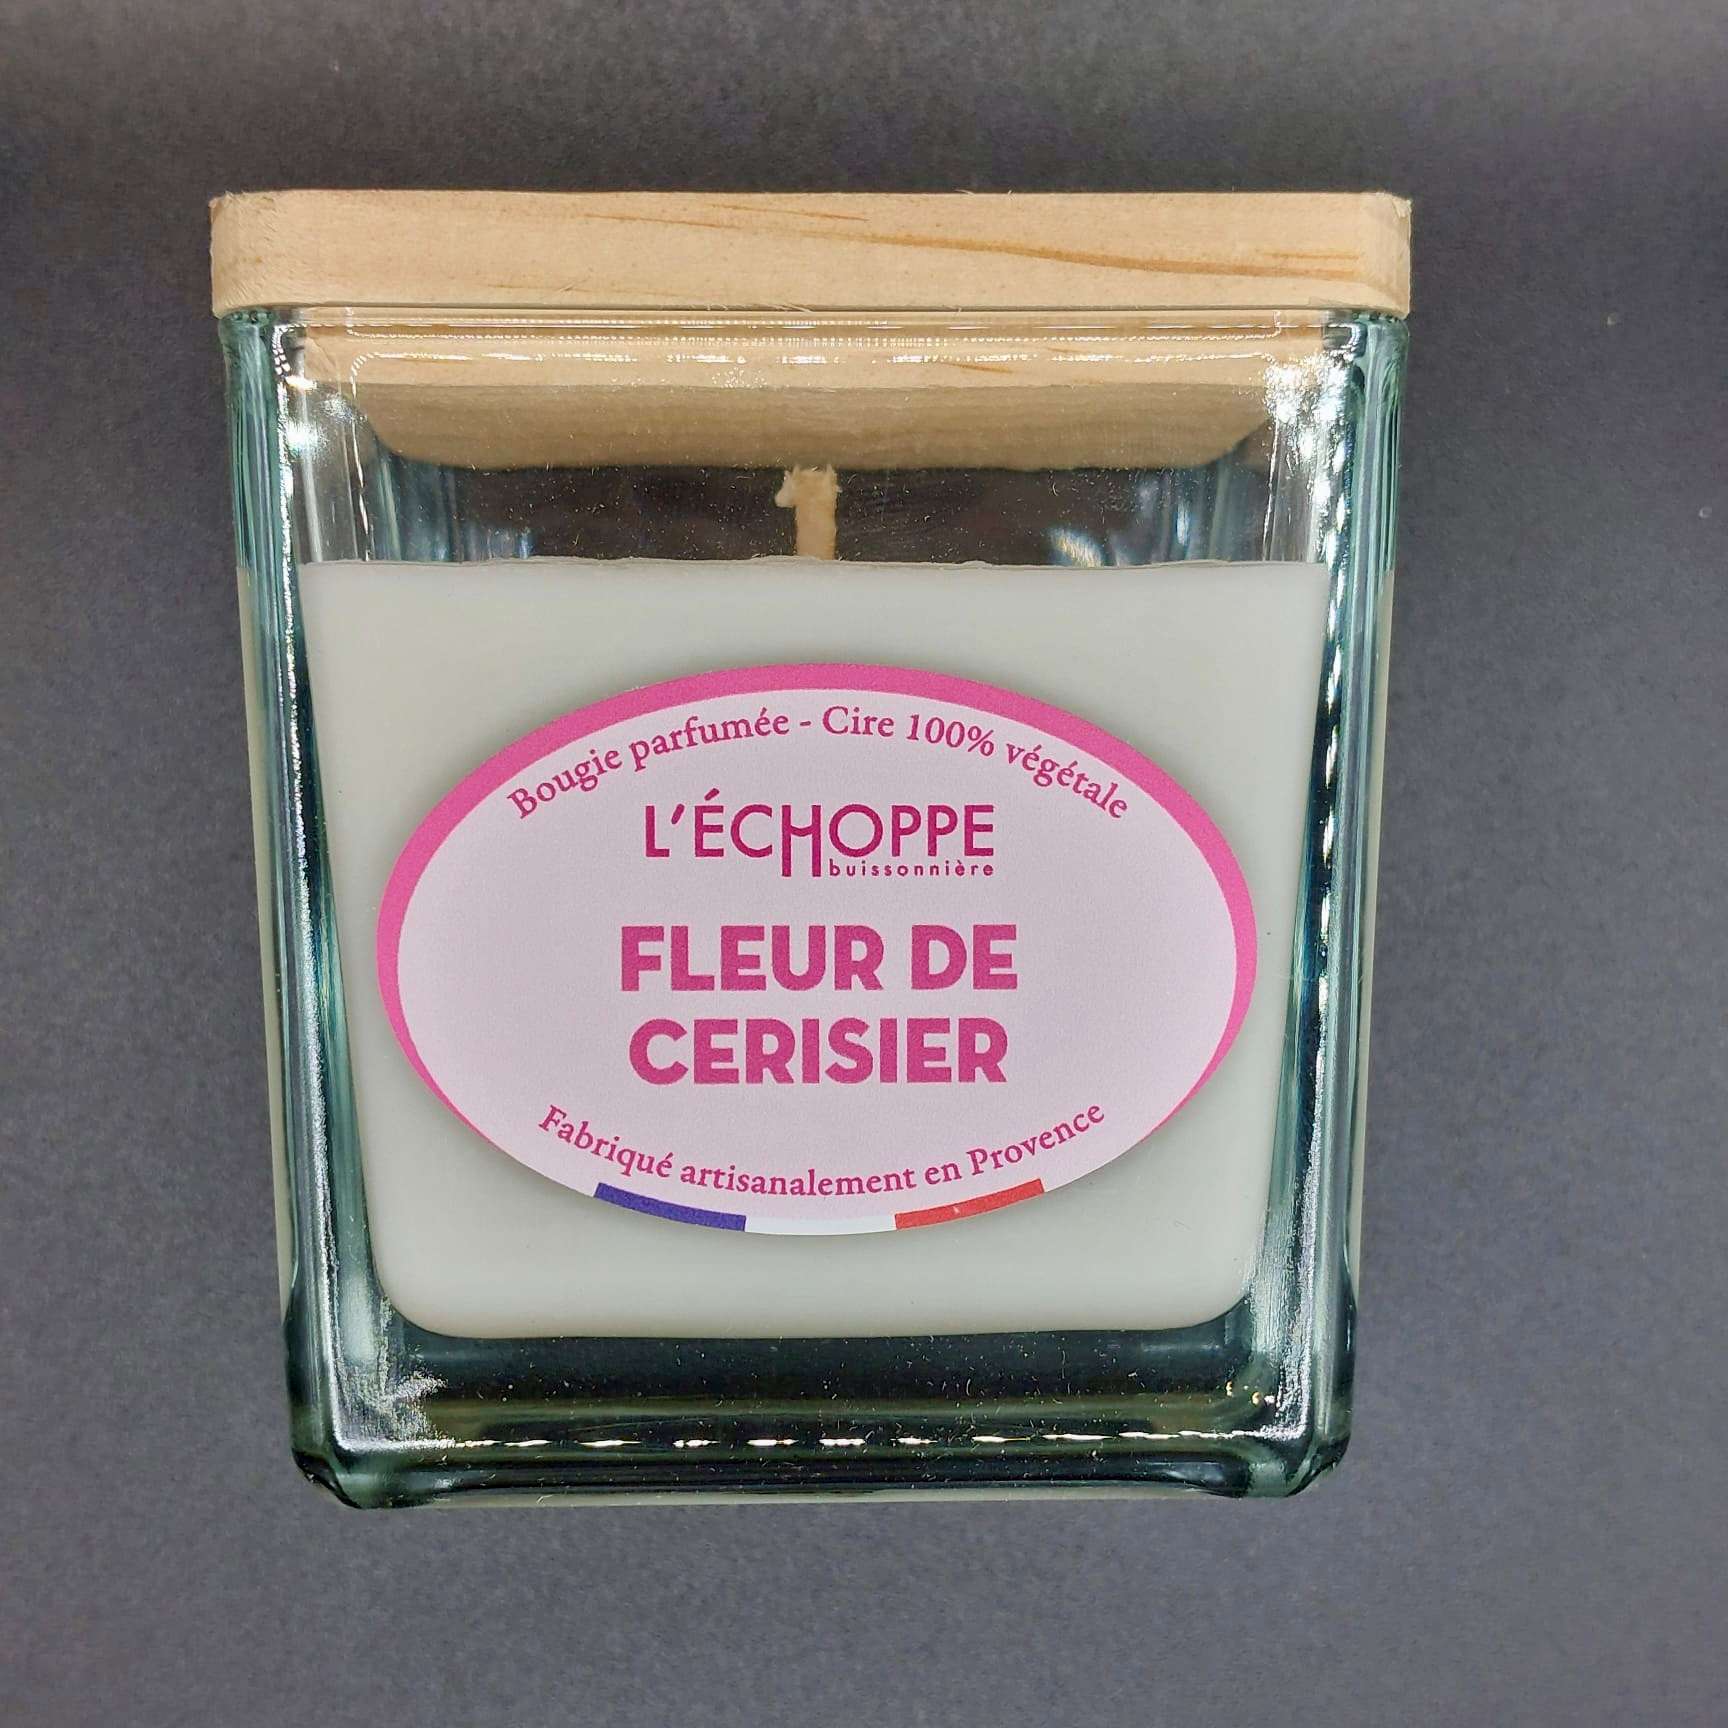 Bougie parfumée - Cire 100% végétale
L'ÉCHOPPE
buissonnière
FLEUR DE
CERISIER
Fabriqué artisanalement en Provence